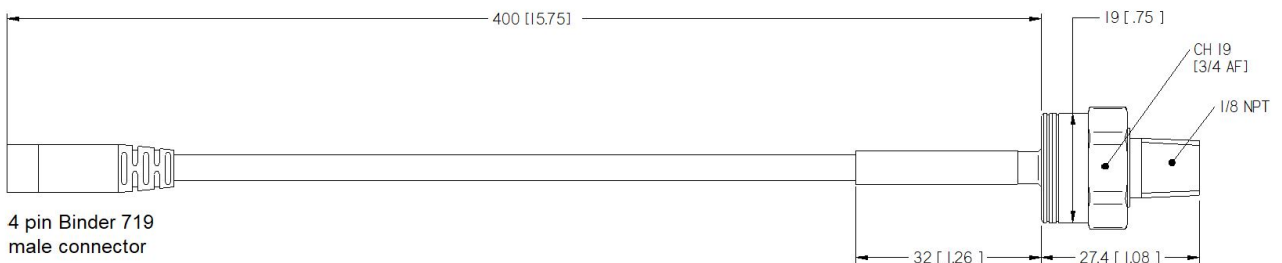 400 [15.75]
19 [.75]
CH 19
[3/4 AF]
1/8 NPT
4 pin Binder 719
male connector
32 [1.26]
27.4 [1.08]